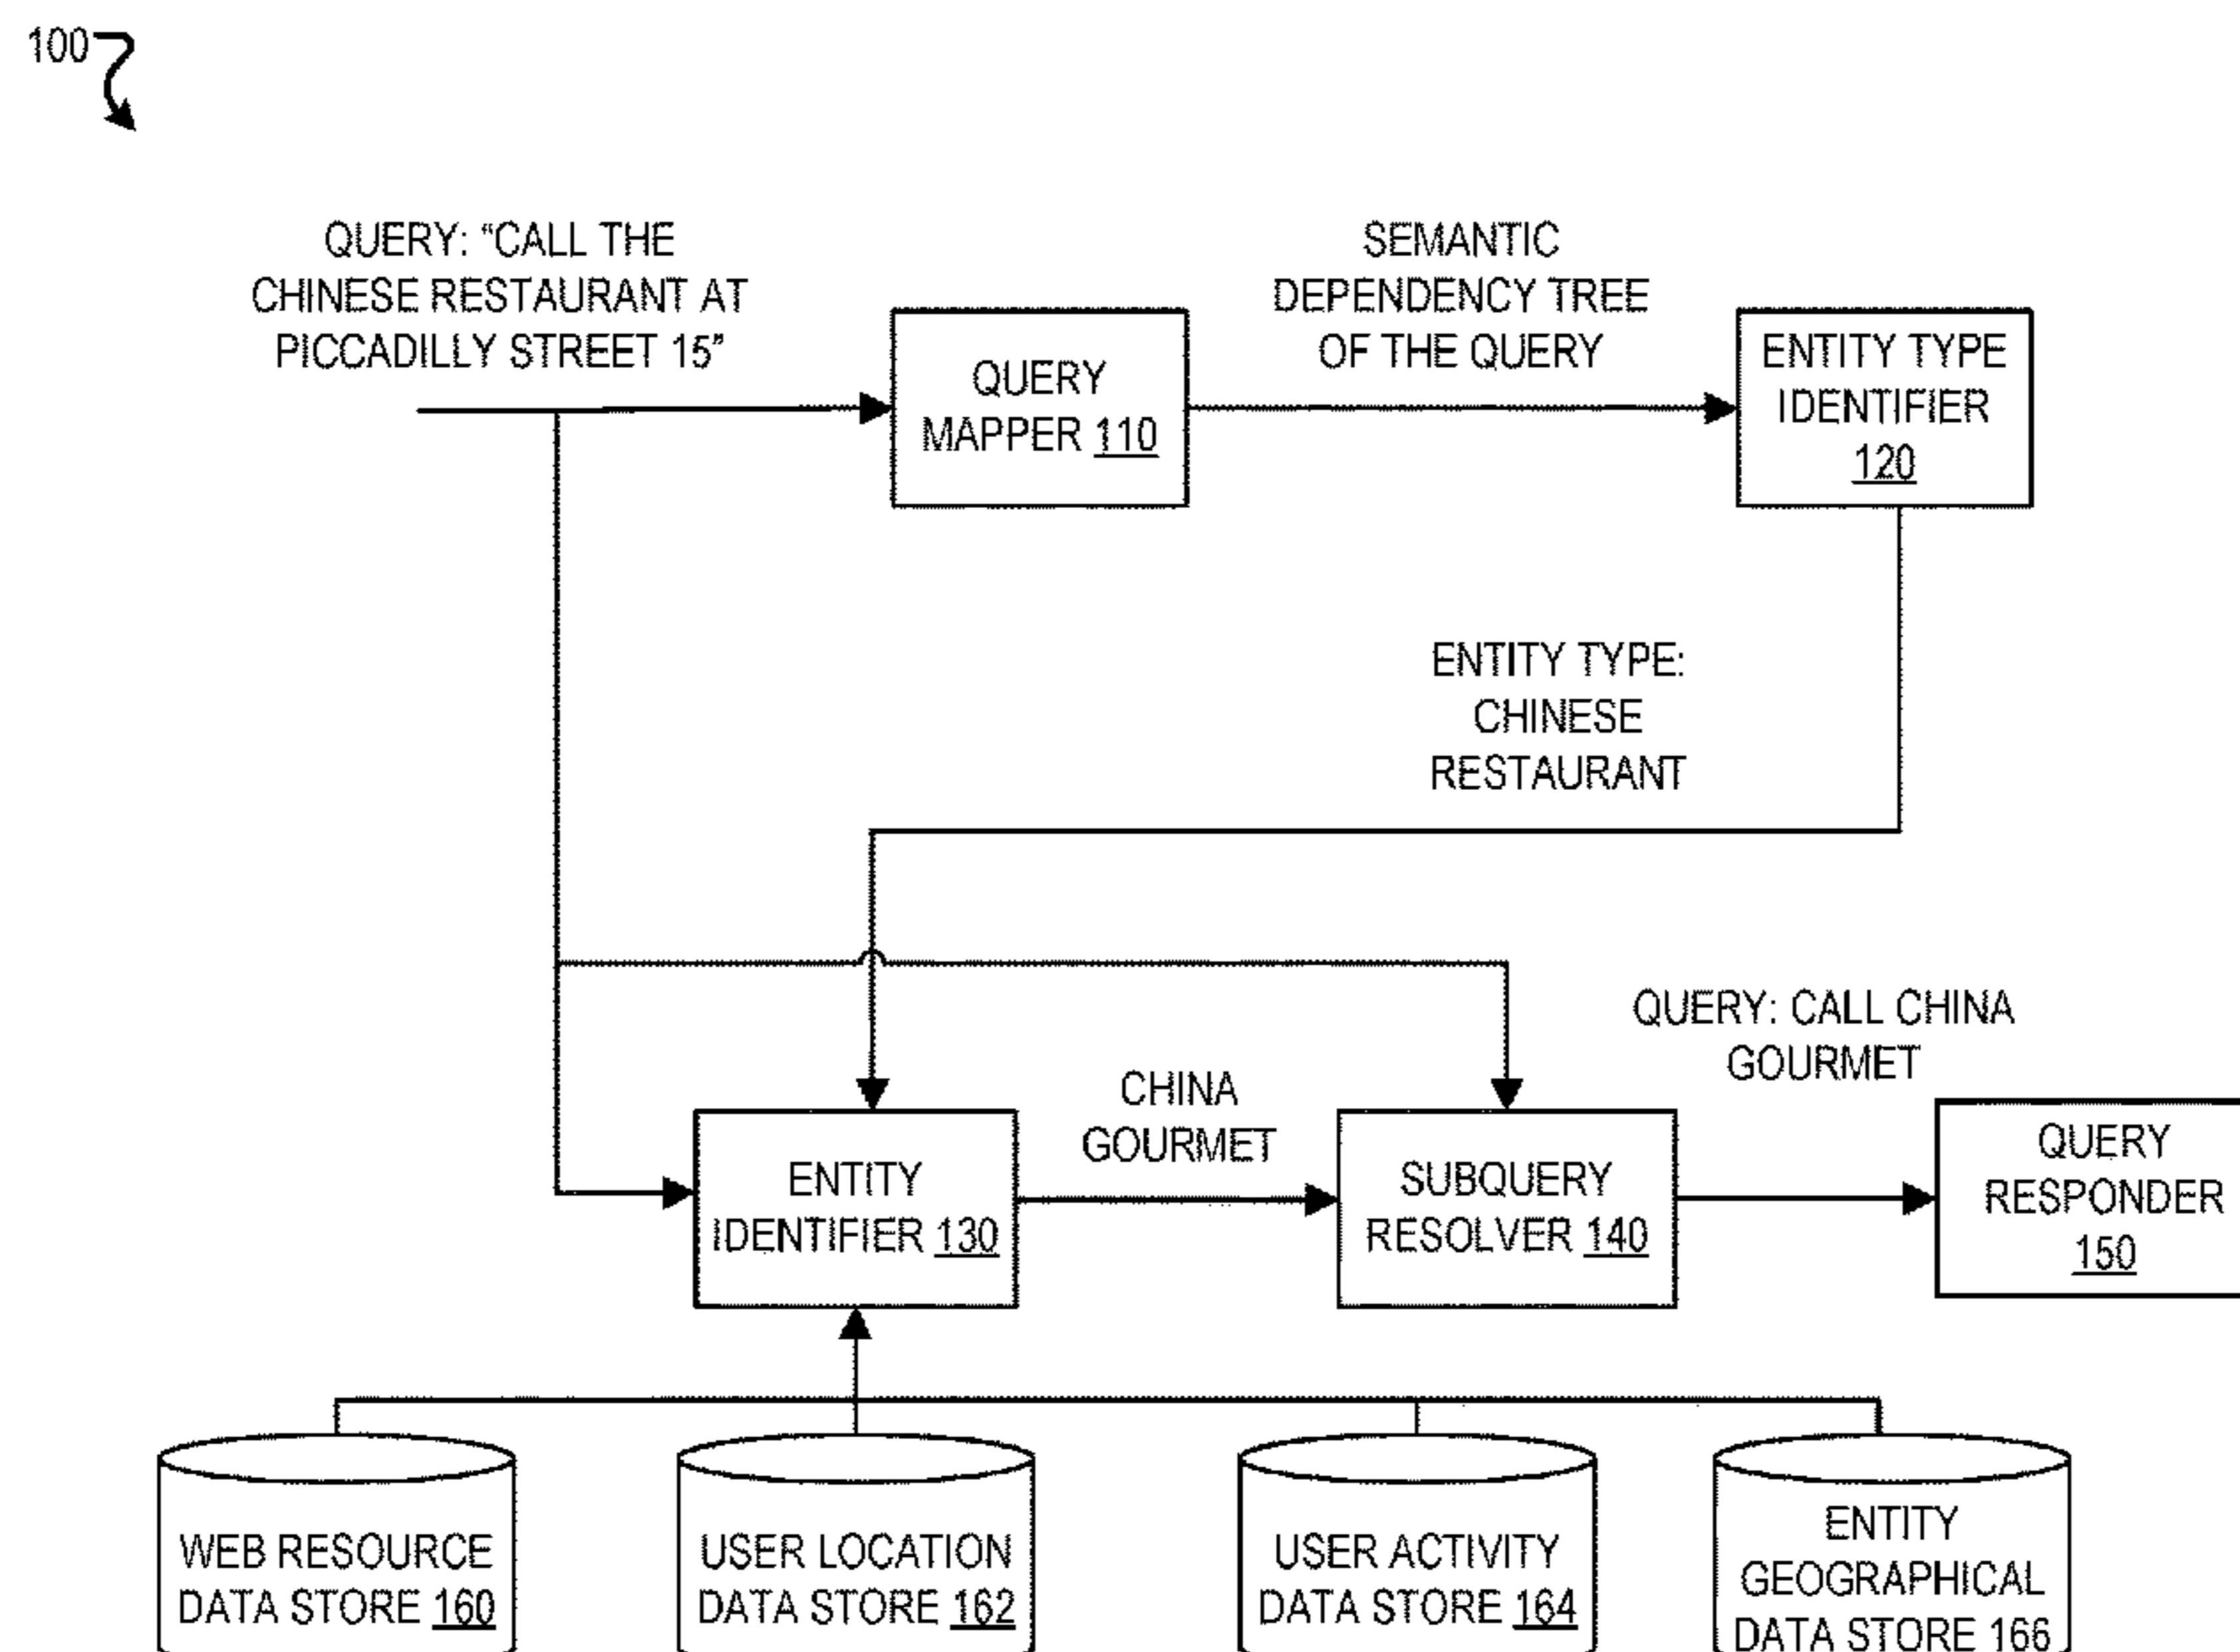 100
QUERY: “CALL THE
CHINESE RESTAURANT AT
PICCADILLY STREET 15”
SEMANTIC
DEPENDENCY TREE
OF THE QUERY
QUERY
MAPPER 110
ENTITY TYPE
IDENTIFIER
120
ENTITY TYPE:
CHINESE
RESTAURANT
QUERY: CALL CHINA
GOURMET
CHINA
GOURMET
ENTITY
IDENTIFIER 130
SUBQUERY
RESOLVER 140
QUERY
RESPONDER
150
WEB RESOURCE
DATA STORE 160
USER LOCATION
DATA STORE 162
USER ACTIVITY
DATA STORE 164
ENTITY
GEOGRAPHICAL
DATA STORE 166